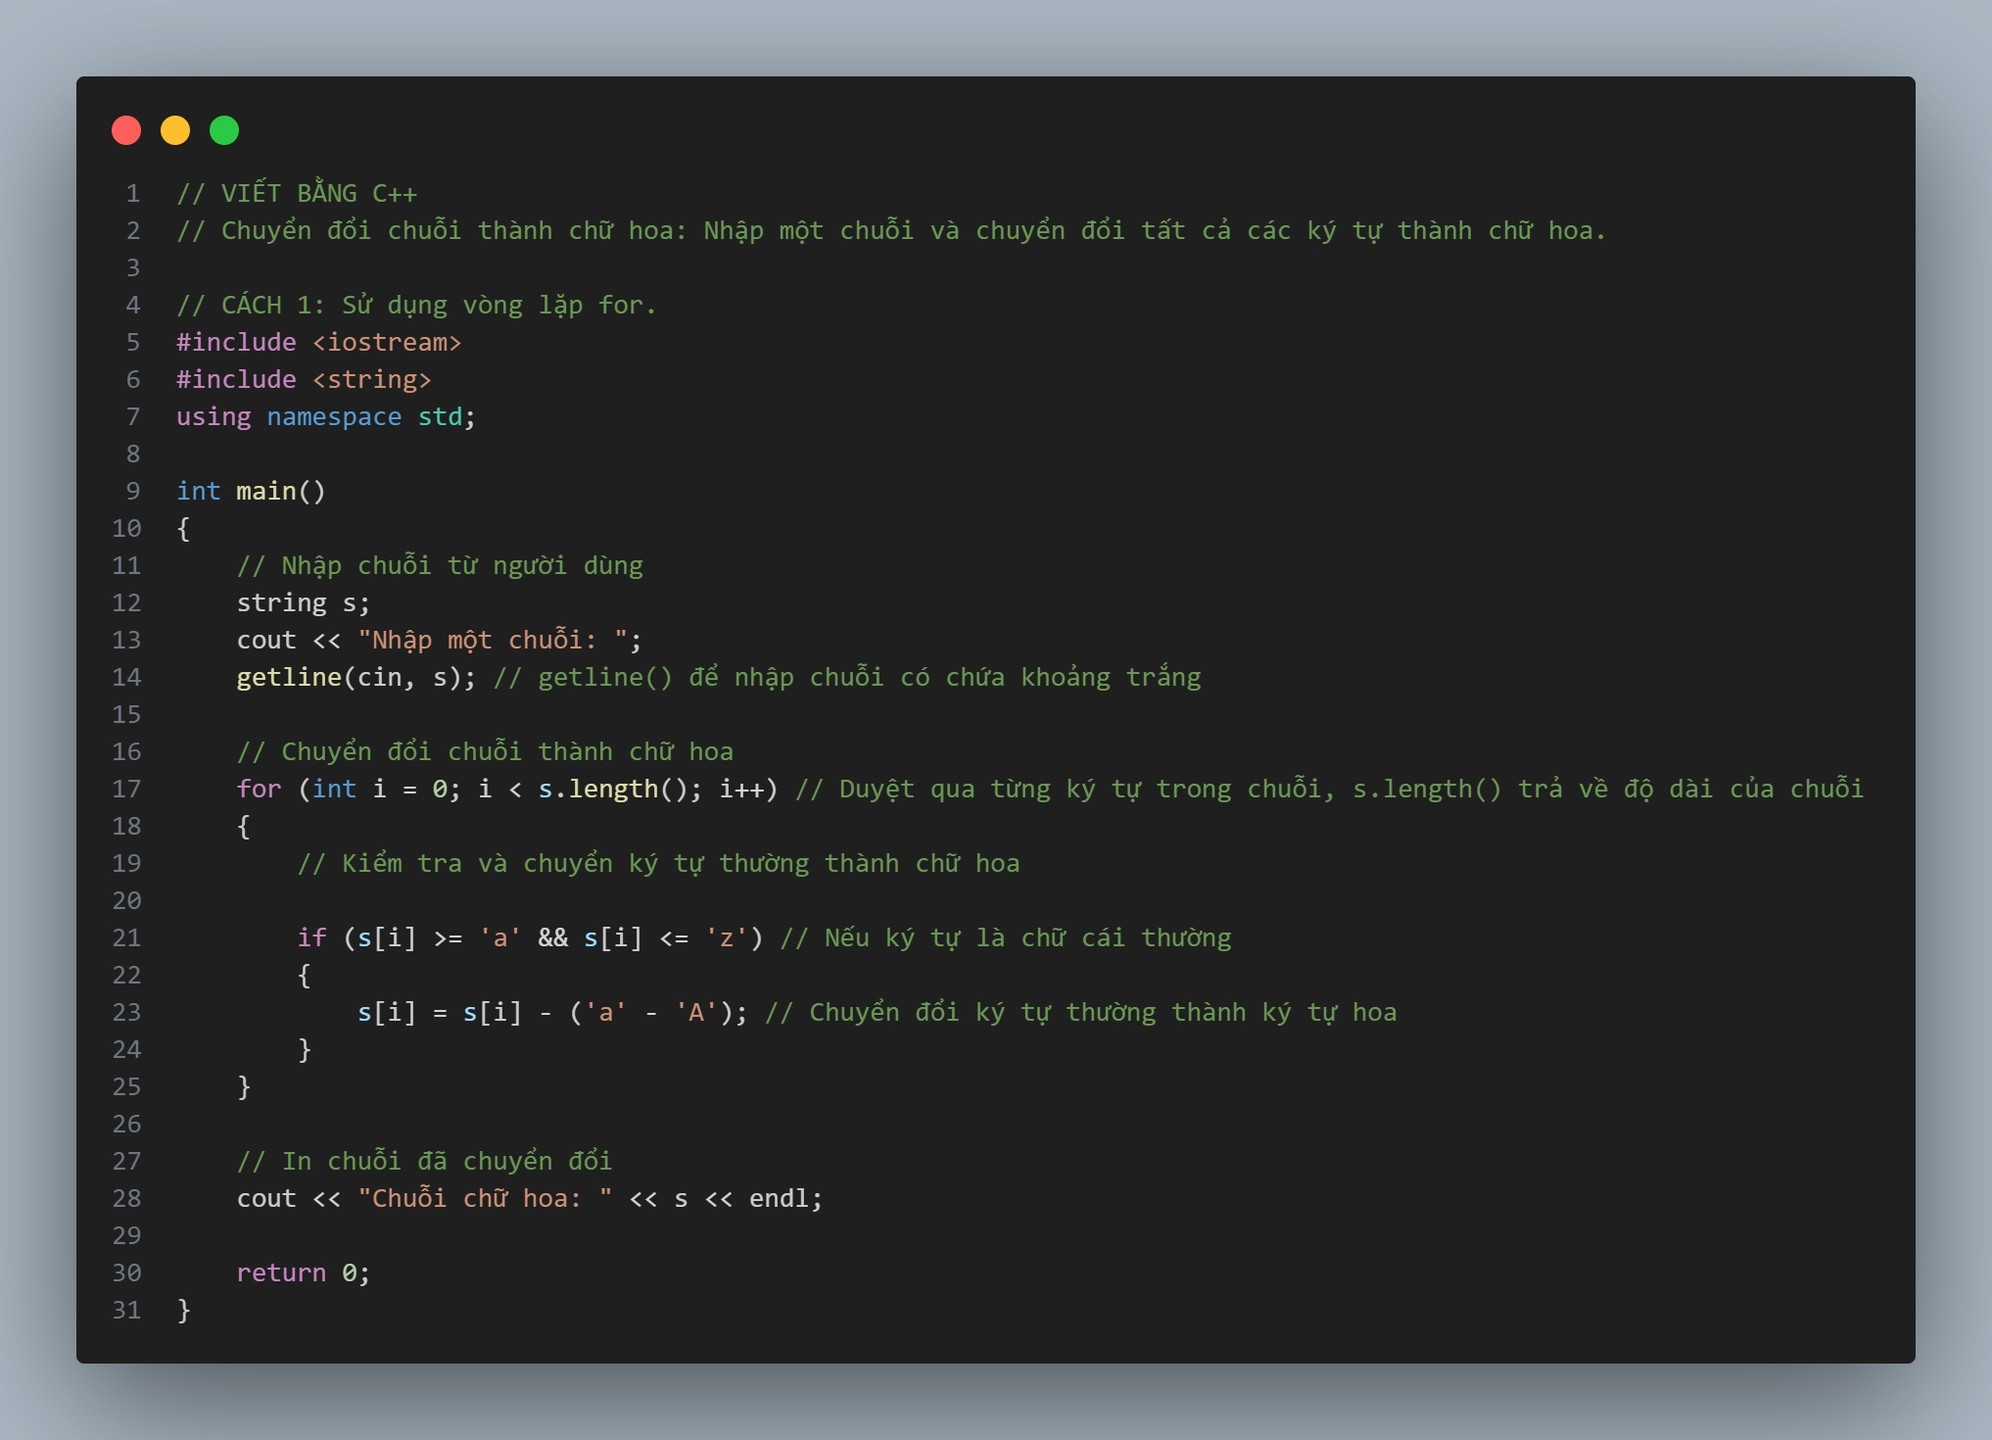 1 // VIẾT BẰNG C++
2 // Chuyển đổi chuỗi thành chữ hoa: Nhập một chuỗi và chuyển đổi tất cả các ký tự thành chữ hoa.
3
4 // CÁCH 1: Sử dụng vòng lặp for.
5 #include <iostream>
6 #include <string>
7 using namespace std;
8
9 int main()
10 {
11     // Nhập chuỗi từ người dùng
12     string s;
13     cout << "Nhập một chuỗi: ";
14     getline(cin, s); // getline() để nhập chuỗi có chứa khoảng trắng
15
16     // Chuyển đổi chuỗi thành chữ hoa
17     for (int i = 0; i < s.length(); i++) // Duyệt qua từng ký tự trong chuỗi, s.length() trả về độ dài của chuỗi
18     {
19         // Kiểm tra và chuyển ký tự thường thành chữ hoa
20
21         if (s[i] >= 'a' && s[i] <= 'z') // Nếu ký tự là chữ cái thường
22         {
23             s[i] = s[i] - ('a' - 'A'); // Chuyển đổi ký tự thường thành ký tự hoa
24         }
25     }
26
27     // In chuỗi đã chuyển đổi
28     cout << "Chuỗi chữ hoa: " << s << endl;
29
30     return 0;
31 }